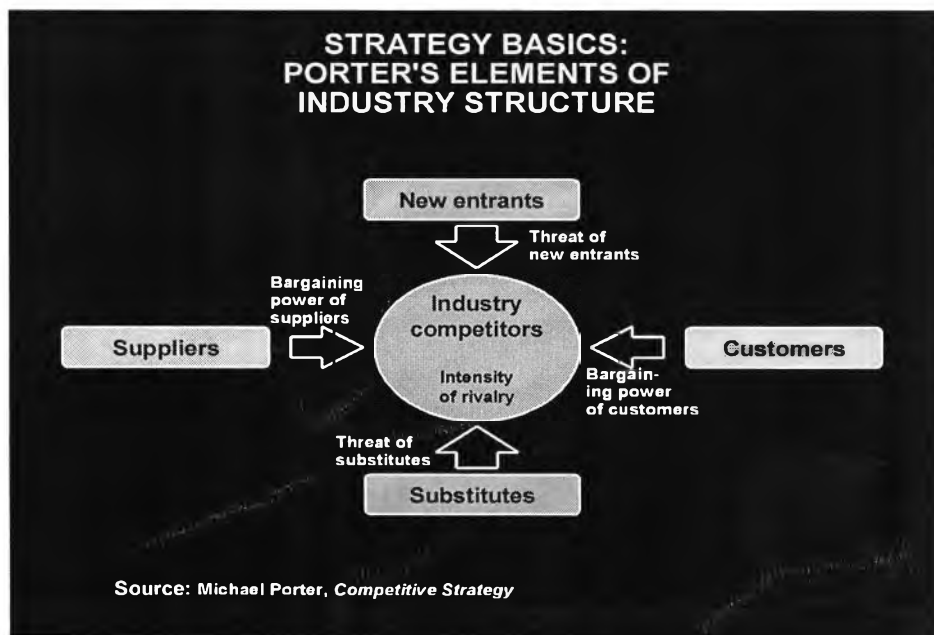 STRATEGY BASICS:
PORTER'S ELEMENTS OF
INDUSTRY STRUCTURE
New entrants
Threat of
new entrants
Bargaining
power of
suppliers
Industry
competitors
Suppliers
Customers
Intensity
of rivalry
Bargain-
ing power
of customers
Threat of
substitutes
Substitutes
Source: Michael Porter, Competitive Strategy